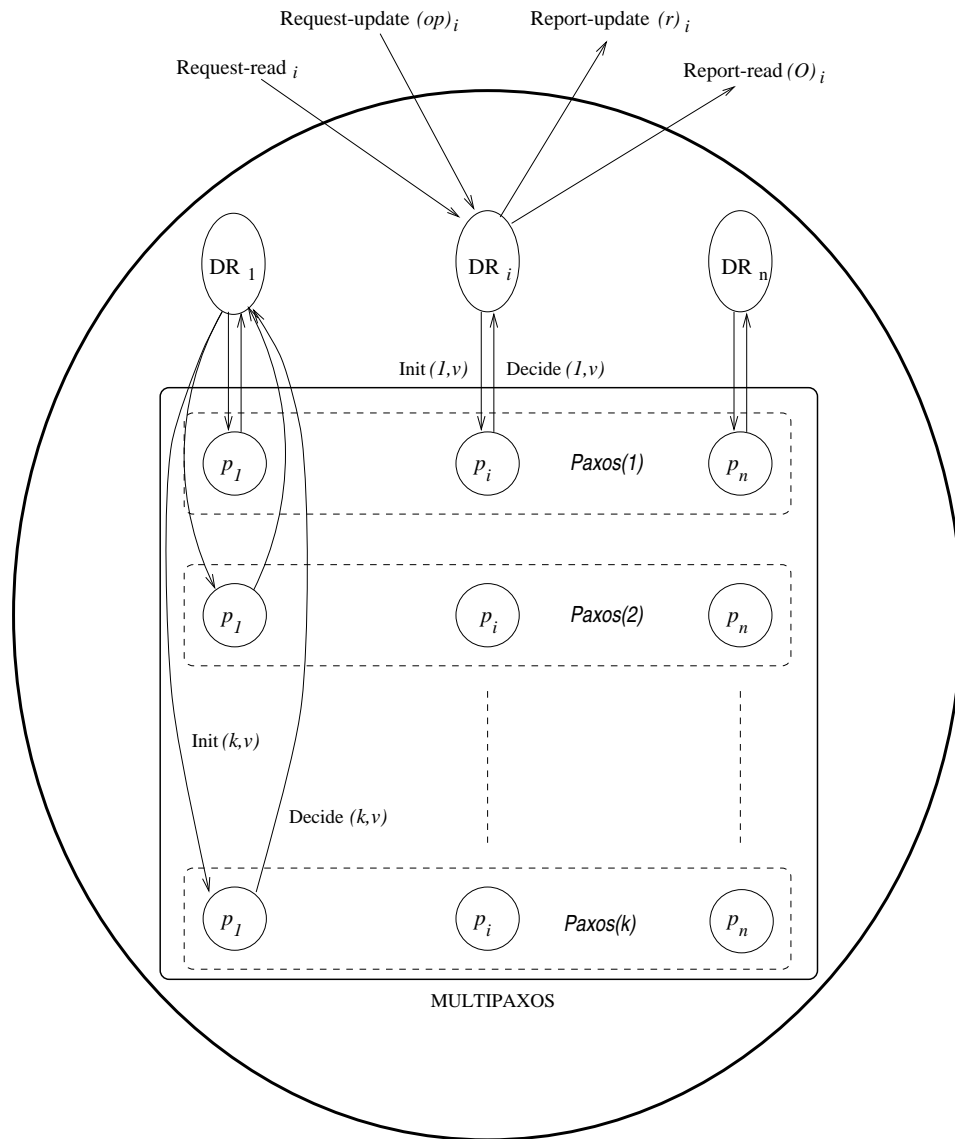 Request-update (op) i
Report-update (r) i
Request-read i
Report-read (O) i
DR 1
DR i
DR n
Init (1,v)
Decide (1,v)
p1
pi
Paxos(1)
pn
p1
pi
Paxos(2)
pn
Init (k,v)
Decide (k,v)
p1
pi
Paxos(k)
pn
MULTIPAXOS